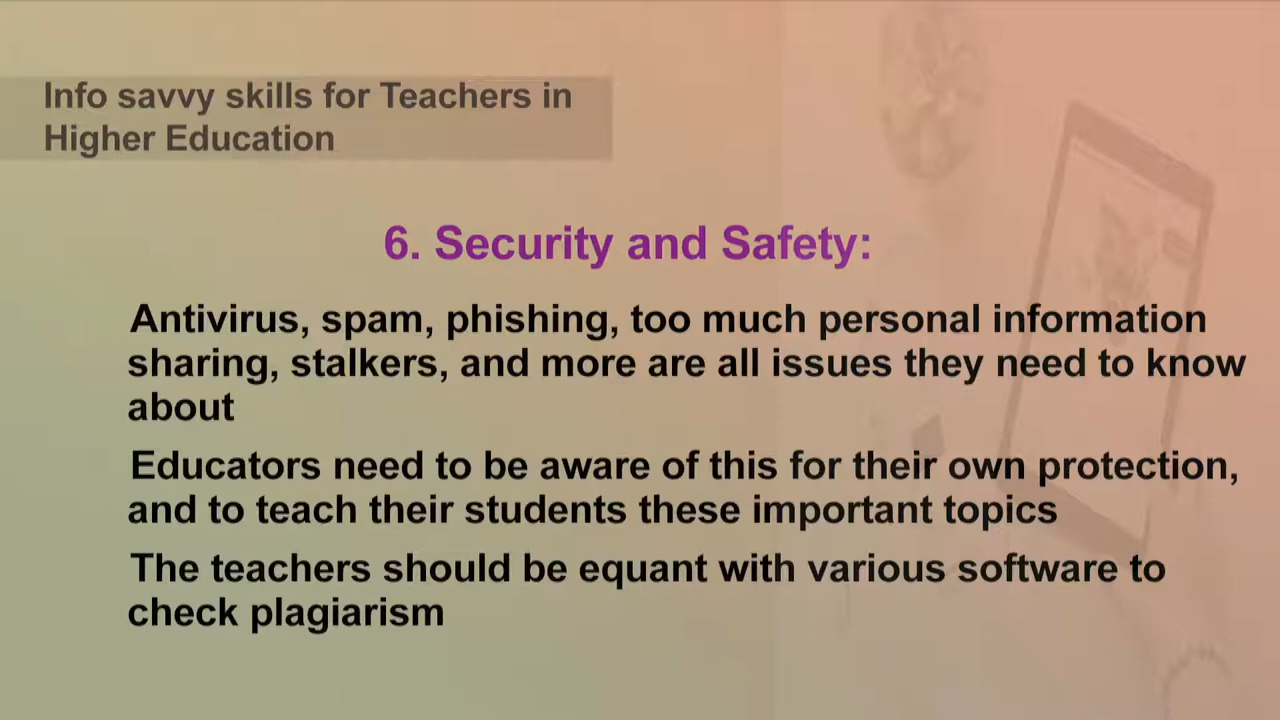 Info savvy skills for Teachers in
Higher Education
6. Security and Safety:
Antivirus, spam, phishing, too much personal information
sharing, stalkers, and more are all issues they need to know
about
Educators need to be aware of this for their own protection,
and to teach their students these important topics
The teachers should be equant with various software to
check plagiarism